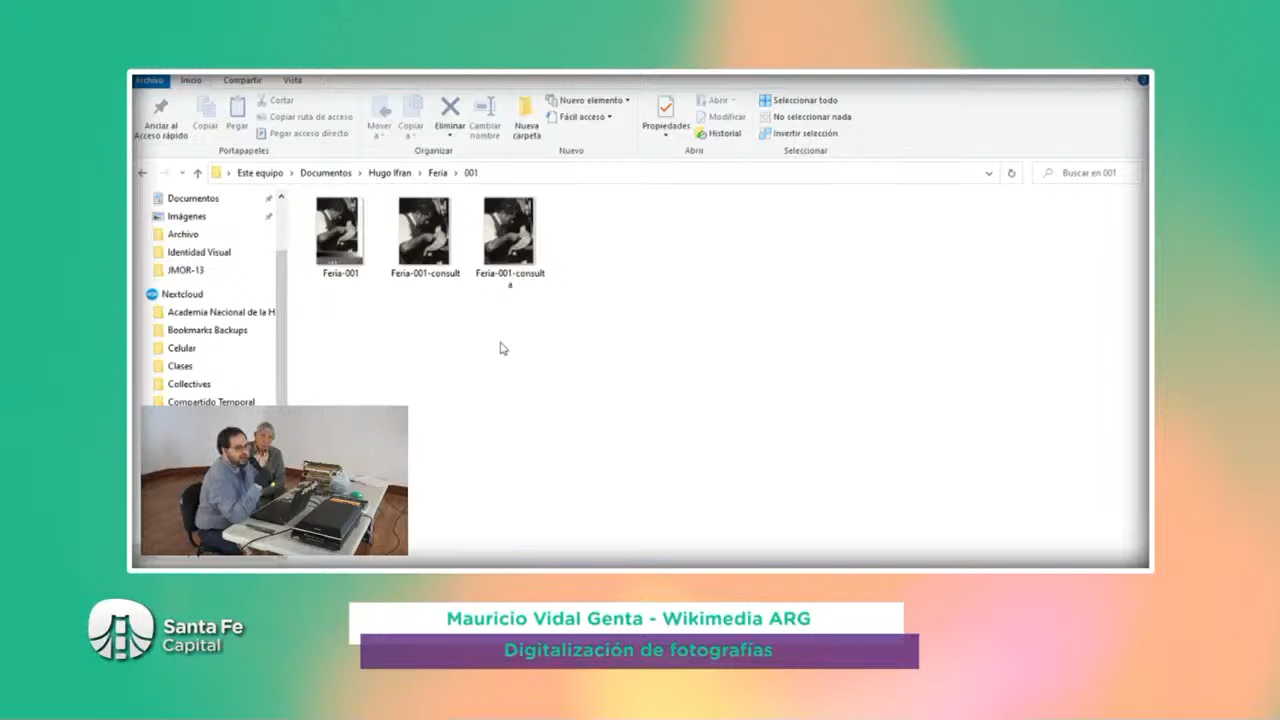 Archivo Inicio Compartir Vista
Anclar al
Acceso rápido
Copiar
Pegar
Cortar
Copiar ruta de acceso
Pegar acceso directo
Portapapeles
Mover
a
Copiar
a
Eliminar
Cambiar
nombre
Organizar
Nueva
carpeta
Nuevo elemento
Fácil acceso
Nuevo
Propiedades
Abrir
Modificar
Historial
Abrir
Seleccionar todo
No seleccionar nada
Invertir selección
Seleccionar
Este equipo > Documentos > Hugo Ifran > Feria > 001
Buscar en 001
Documentos
Imágenes
Archivo
Identidad Visual
JMOR-13
Nextcloud
Academia Nacional de la H
Bookmarks Backups
Celular
Clases
Collectives
Compartido Temporal
Feria-001
Feria-001-consult
Feria-001-consult
a
Santa Fe
Capital
Mauricio Vidal Genta - Wikimedia ARG
Digitalización de fotografías